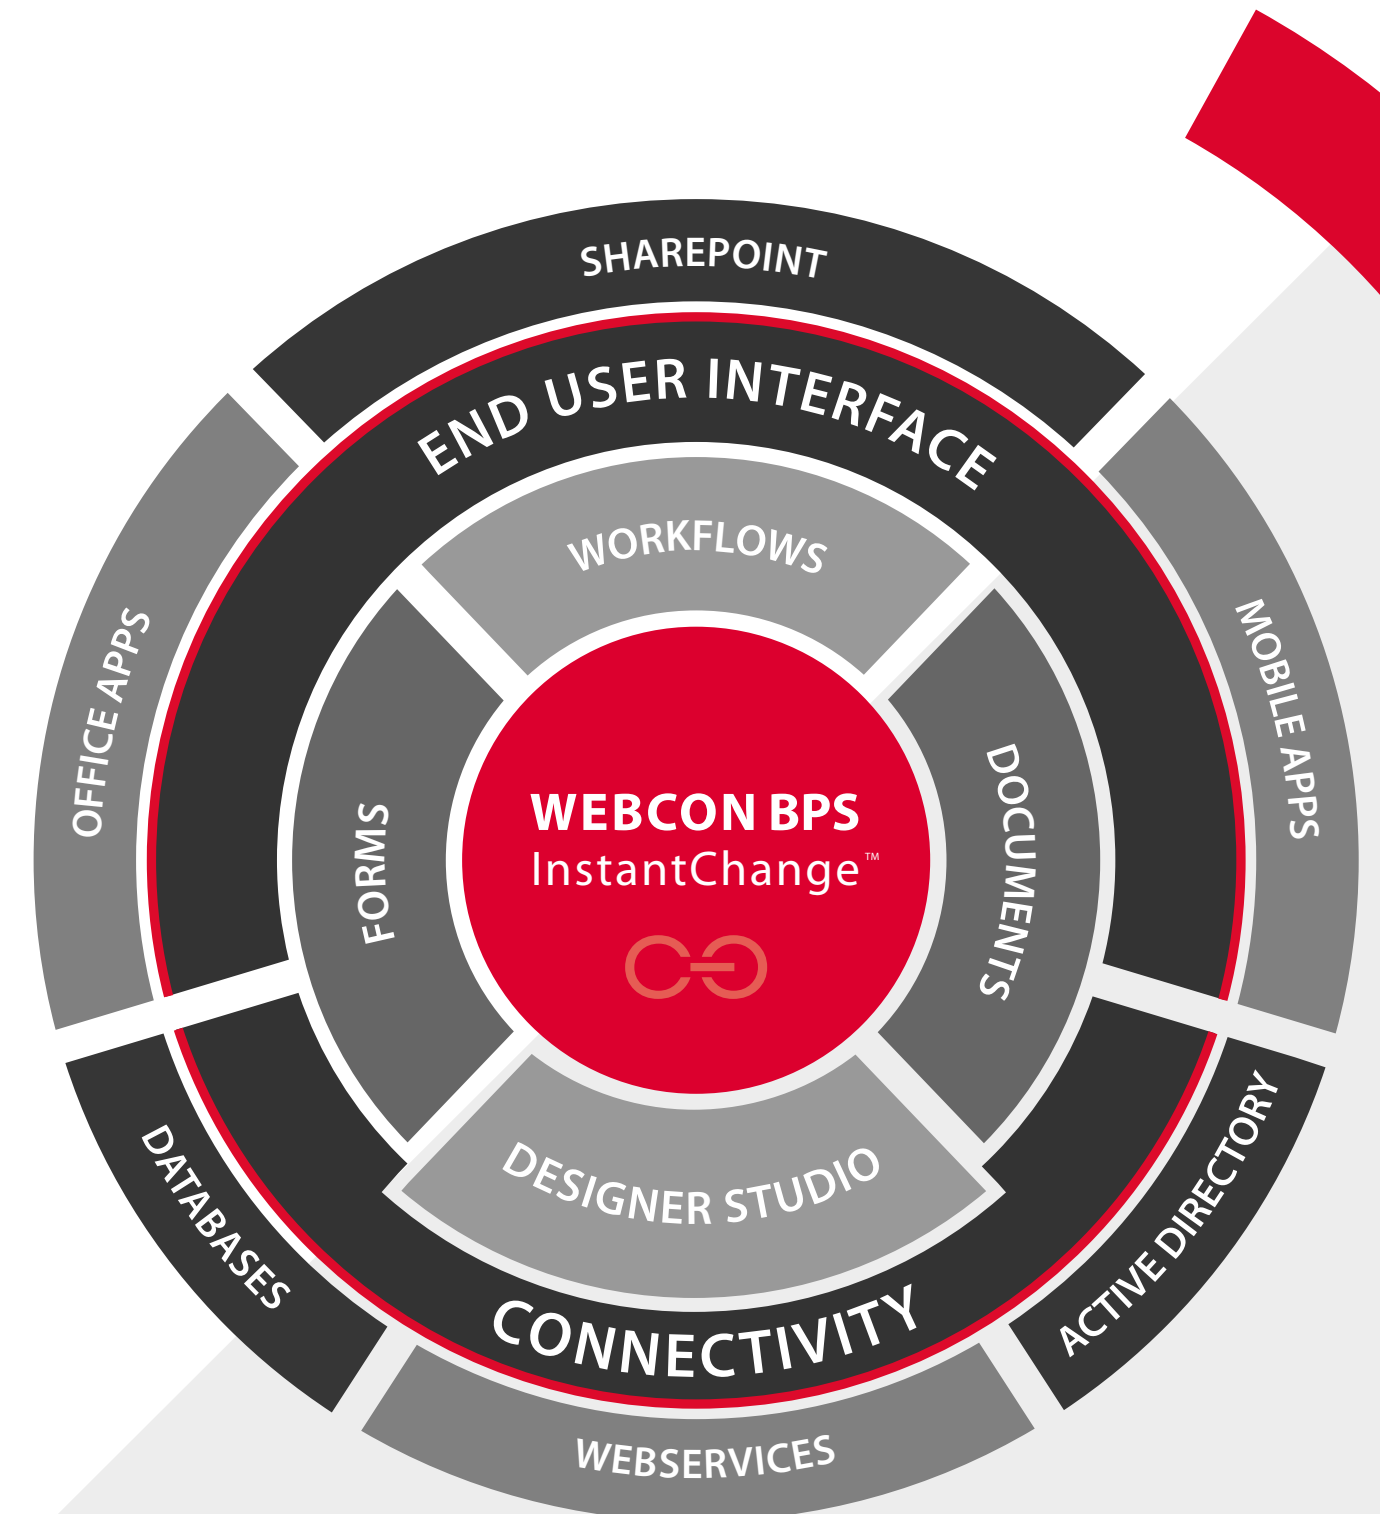 SHAREPOINT
END USER INTERFACE
WORKFLOWS
OFFICE APPS
MOBILE APPS
FORMS
WEBCON BPS
InstantChange™
DOCUMENTS
DESIGNER STUDIO
DATABASES
ACTIVE DIRECTORY
CONNECTIVITY
WEBSERVICES